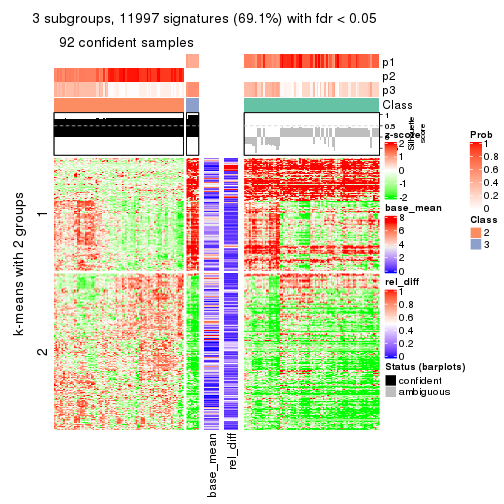 3 subgroups, 11997 signatures (69.1%) with fdr < 0.05
92 confident samples
p1
p2
p3
Class
1
0.5
0
-0.5
-1
Silhouette
score
k-means with 2 groups
1
2
base_mean
rel_diff
z-score
2
1
0
-1
-2
base_mean
8
6
4
2
0
rel_diff
1
0.8
0.6
0.4
0.2
0
Status (barplots)
confident
ambiguous
Prob
1
0.8
0.6
0.4
0.2
0
Class
2
3